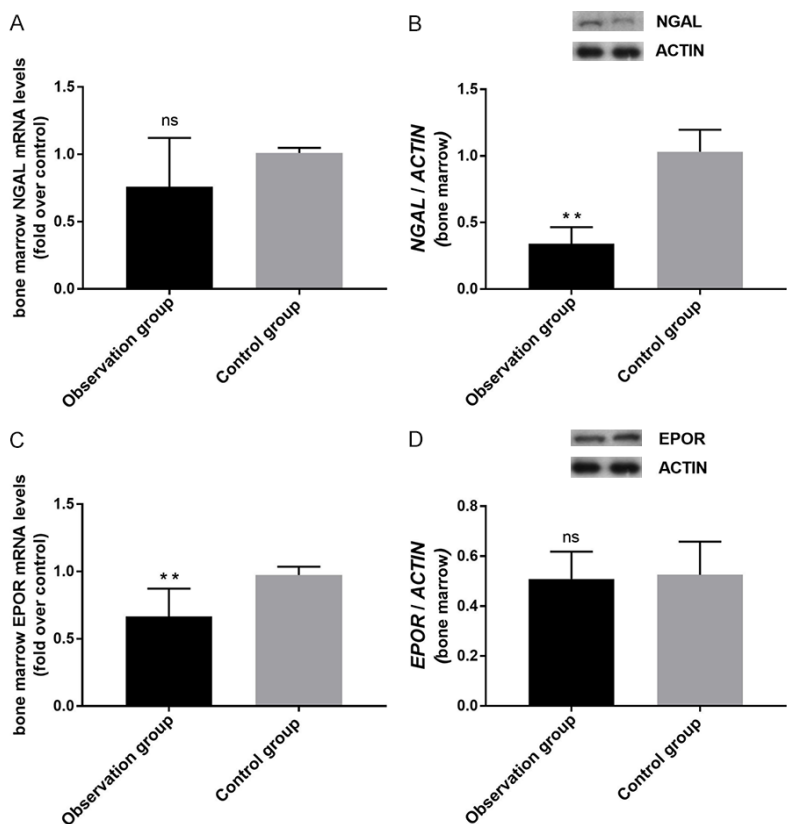 A
bone marrow NGAL mRNA levels
(fold over control)
1.5
1.0
0.5
0.0
ns
Observation group
Control group
B
NGAL
ACTIN
NGAL / ACTIN
(bone marrow)
1.5
1.0
0.5
0.0
**
Observation group
Control group
C
bone marrow EPOR mRNA levels
(fold over control)
1.5
1.0
0.5
0.0
**
Observation group
Control group
D
EPOR
ACTIN
EPOR / ACTIN
(bone marrow)
0.8
0.6
0.4
0.2
0.0
ns
Observation group
Control group